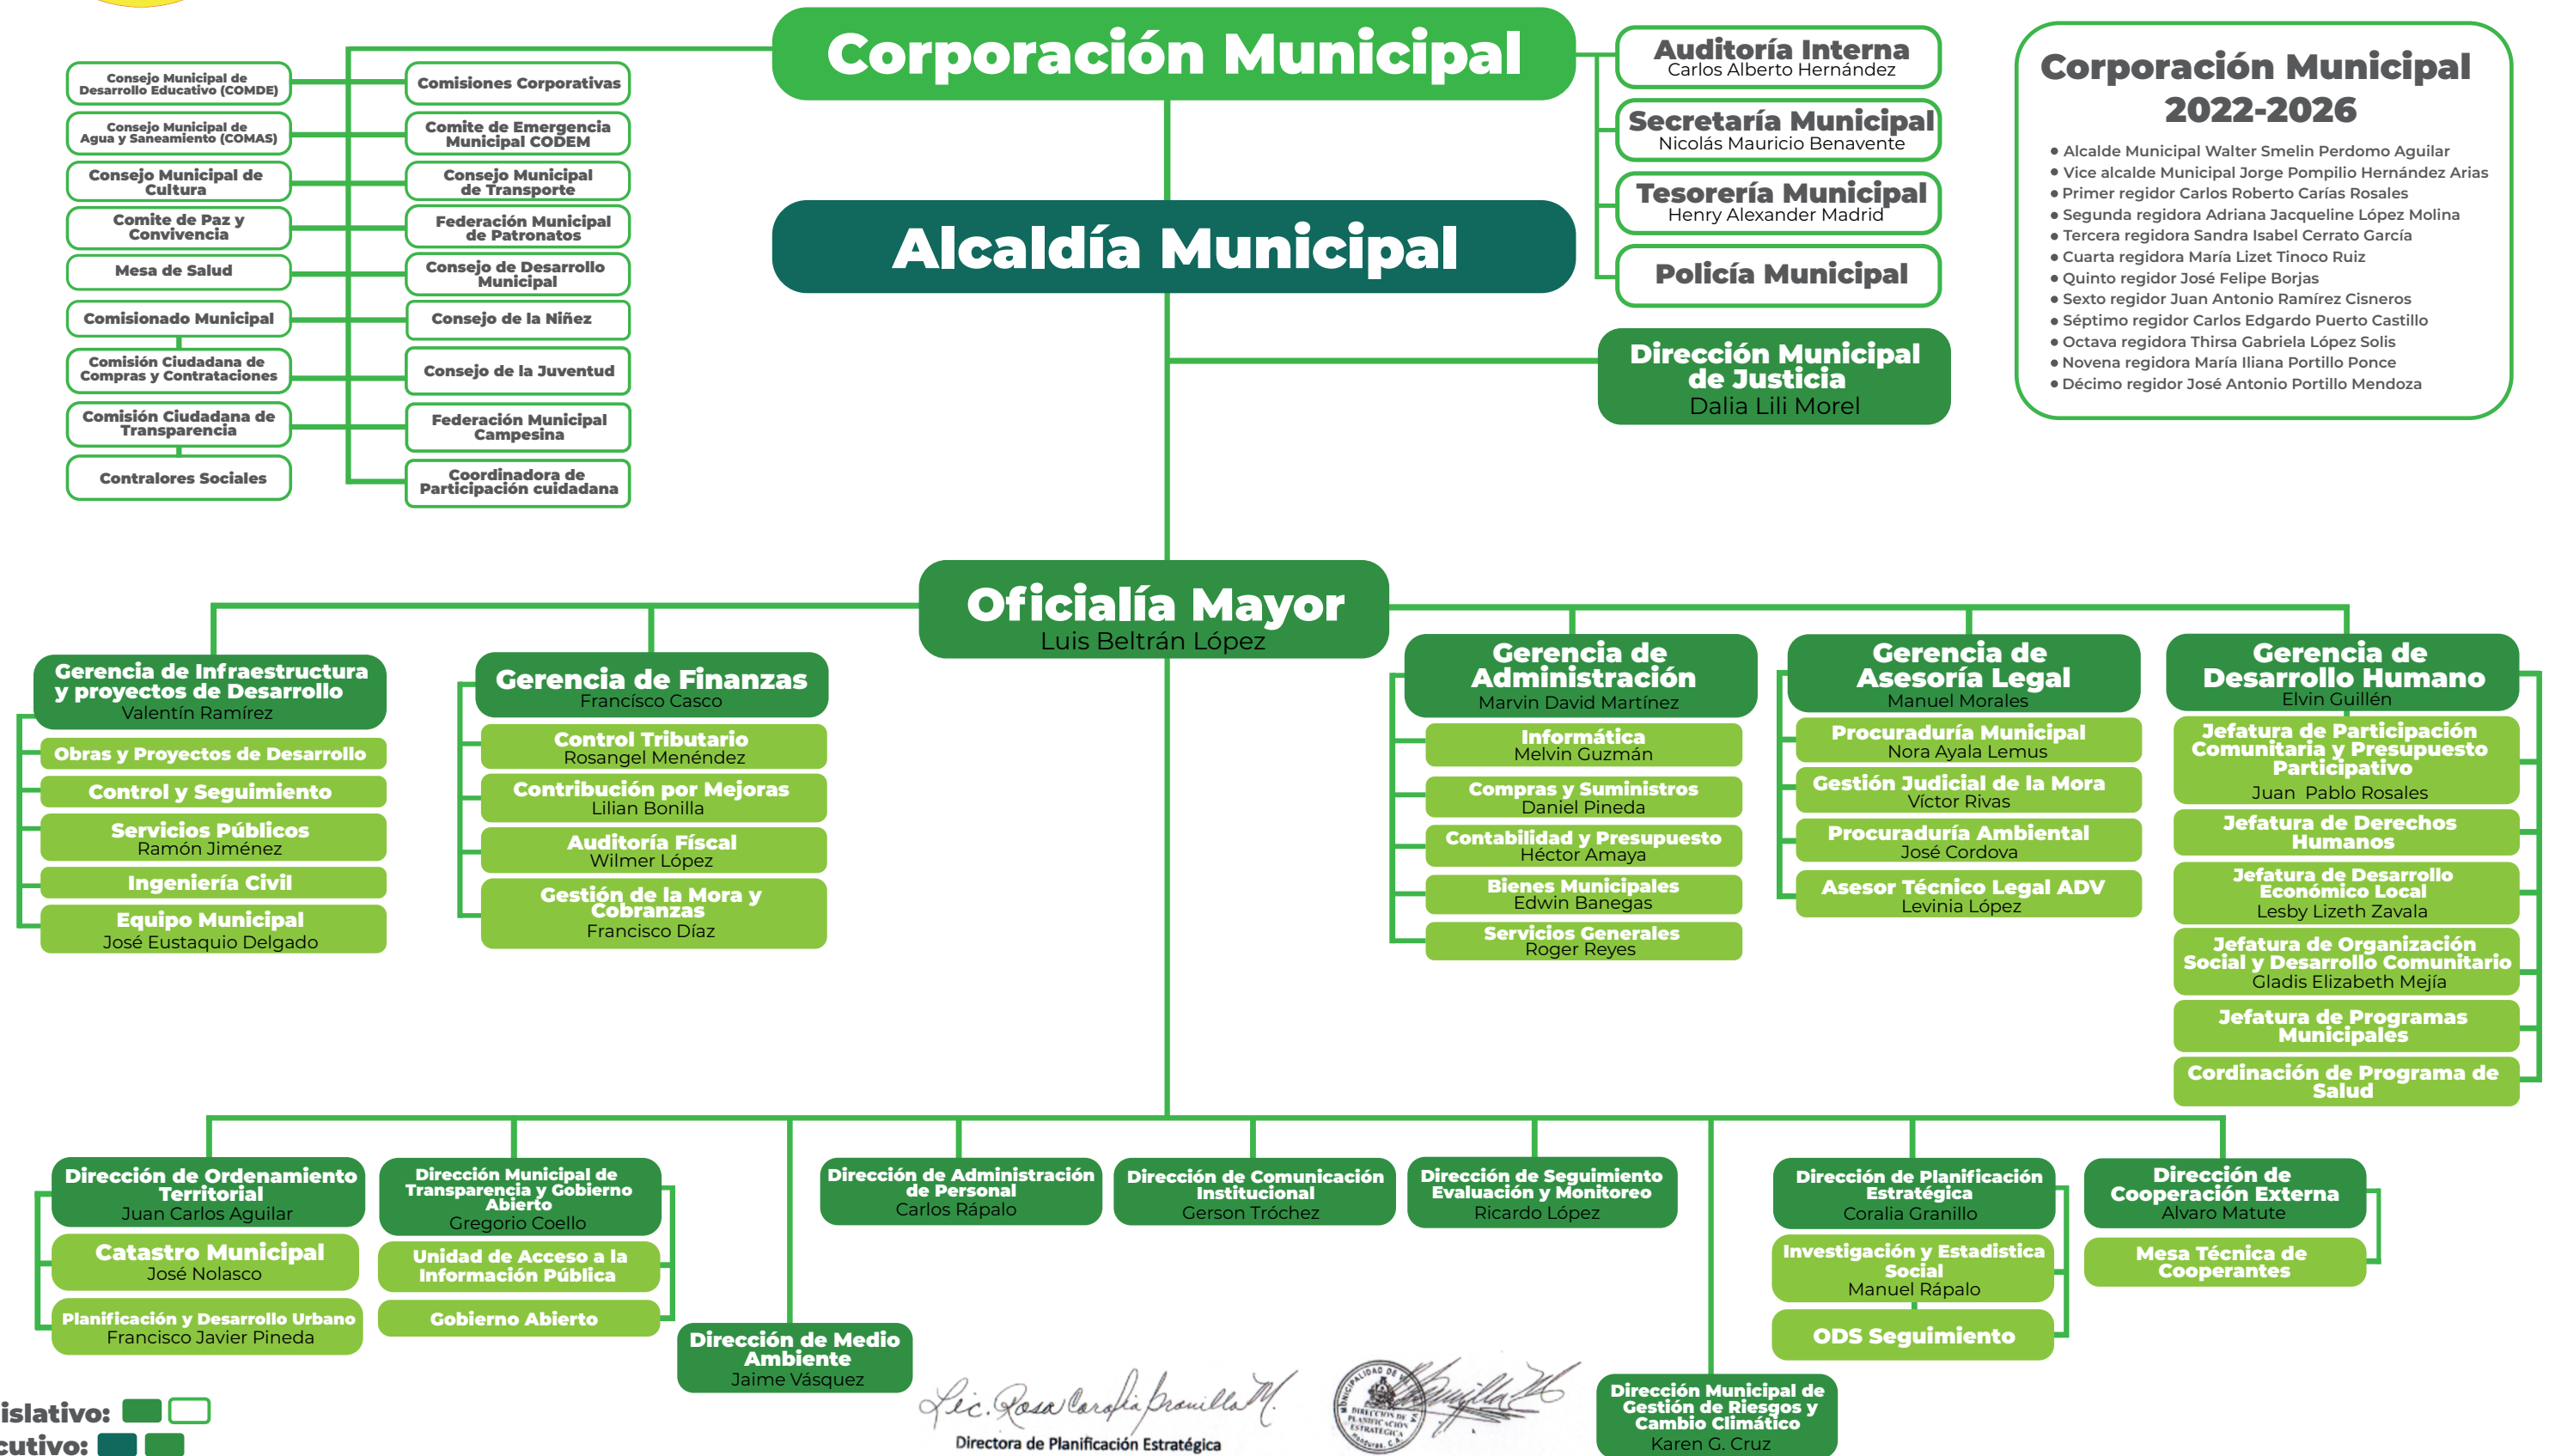 Corporación Municipal
Consejo Municipal de
Desarrollo Educativo (COMDE)
Consejo Municipal de
Agua y Saneamiento (COMAS)
Consejo Municipal de
Cultura
Comite de Paz y
Convivencia
Mesa de Salud
Comisionado Municipal
Comisión Ciudadana de
Compras y Contrataciones
Comisión Ciudadana de
Transparencia
Contralores Sociales
Comisiones Corporativas
Comite de Emergencia
Municipal CODEM
Consejo Municipal
de Transporte
Federación Municipal
de Patronatos
Consejo de Desarrollo
Municipal
Consejo de la Niñez
Consejo de la Juventud
Federación Municipal
Campesina
Coordinadora de
Participación cuidadana
Auditoría Interna
Carlos Alberto Hernández
Secretaría Municipal
Nicolás Mauricio Benavente
Tesorería Municipal
Henry Alexander Madrid
Policía Municipal
Corporación Municipal
2022-2026
● Alcalde Municipal Walter Smelin Perdomo Aguilar
● Vice alcalde Municipal Jorge Pompilio Hernández Arias
● Primer regidor Carlos Roberto Carías Rosales
● Segunda regidora Adriana Jacqueline López Molina
● Tercera regidora Sandra Isabel Cerrato García
● Cuarta regidora María Lizet Tinoco Ruiz
● Quinto regidor José Felipe Borjas
● Sexto regidor Juan Antonio Ramírez Cisneros
● Séptimo regidor Carlos Edgardo Puerto Castillo
● Octava regidora Thirsa Gabriela López Solis
● Novena regidora María Iliana Portillo Ponce
● Décimo regidor José Antonio Portillo Mendoza
Alcaldía Municipal
Dirección Municipal
de Justicia
Dalia Lili Morel
Oficialía Mayor
Luis Beltrán López
Gerencia de Infraestructura
y proyectos de Desarrollo
Valentín Ramírez
Obras y Proyectos de Desarrollo
Control y Seguimiento
Servicios Públicos
Ramón Jiménez
Ingeniería Civil
Equipo Municipal
José Eustaquio Delgado
Gerencia de Finanzas
Francísco Casco
Control Tributario
Rosangel Menéndez
Contribución por Mejoras
Lilian Bonilla
Auditoría Físcal
Wilmer López
Gestión de la Mora y
Cobranzas
Francisco Díaz
Gerencia de
Administración
Marvin David Martínez
Informática
Melvin Guzmán
Compras y Suministros
Daniel Pineda
Contabilidad y Presupuesto
Héctor Amaya
Bienes Municipales
Edwin Banegas
Servicios Generales
Roger Reyes
Gerencia de
Asesoría Legal
Manuel Morales
Procuraduría Municipal
Nora Ayala Lemus
Gestión Judicial de la Mora
Víctor Rivas
Procuraduría Ambiental
José Cordova
Asesor Técnico Legal ADV
Levinia López
Gerencia de
Desarrollo Humano
Elvin Guillén
Jefatura de Participación
Comunitaria y Presupuesto
Participativo
Juan Pablo Rosales
Jefatura de Derechos
Humanos
Jefatura de Desarrollo
Económico Local
Lesby Lizeth Zavala
Jefatura de Organización
Social y Desarrollo Comunitario
Gladis Elizabeth Mejía
Jefatura de Programas
Municipales
Cordinación de Programa de
Salud
Dirección de Ordenamiento
Territorial
Juan Carlos Aguilar
Catastro Municipal
José Nolasco
Planificación y Desarrollo Urbano
Francisco Javier Pineda
Dirección Municipal de
Transparencia y Gobierno
Abierto
Gregorio Coello
Unidad de Acceso a la
Información Pública
Gobierno Abierto
Dirección de Medio
Ambiente
Jaime Vásquez
Dirección de Administración
de Personal
Carlos Rápalo
Dirección de Comunicación
Institucional
Gerson Tróchez
Dirección de Seguimiento
Evaluación y Monitoreo
Ricardo López
Dirección Municipal de
Gestión de Riesgos y
Cambio Climático
Karen G. Cruz
Dirección de Planificación
Estratégica
Coralia Granillo
Investigación y Estadistica
Social
Manuel Rápalo
ODS Seguimiento
Dirección de
Cooperación Externa
Alvaro Matute
Mesa Técnica de
Cooperantes
islativo:
cutivo:
Lic. Rosa Coralia Granillo M.
Directora de Planificación Estratégica
MUNICIPALIDAD DE
DIRECCIÓN DE
PLANIFICACIÓN
ESTRATEGICA
Honduras, C.A.